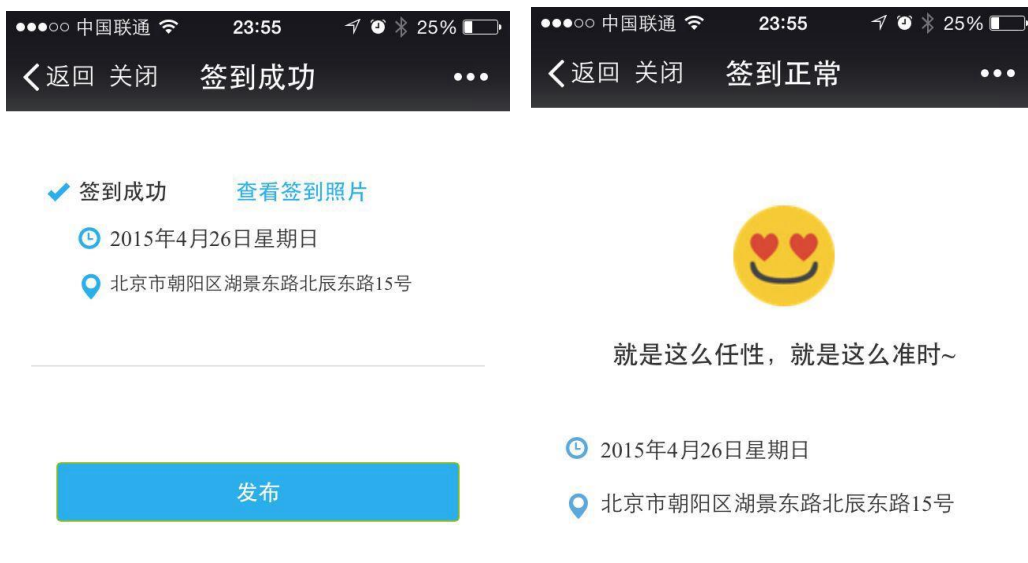 中国联通 23:55 25%
返回 关闭 签到成功
签到成功 查看签到照片
2015年4月26日星期日
北京市朝阳区湖景东路北辰东路15号
发布
中国联通 23:55 25%
返回 关闭 签到正常
就是这么任性，就是这么准时~
2015年4月26日星期日
北京市朝阳区湖景东路北辰东路15号